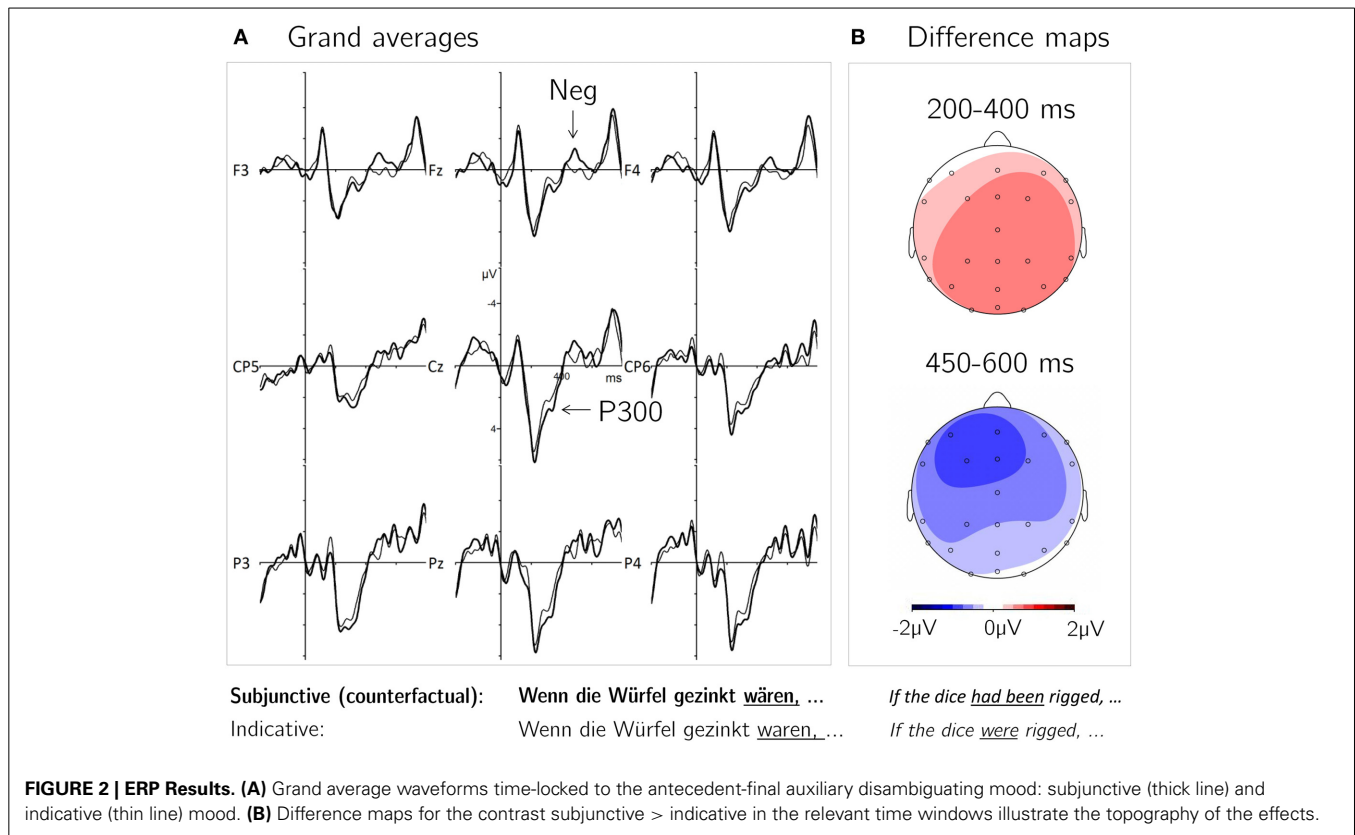 A Grand averages
B Difference maps
Neg
200-400 ms
F3 Fz F4
µV
-4
450-600 ms
CP5 Cz CP6
400 ms
P300
4
P3 Pz P4
-2µV 0µV 2µV
Subjunctive (counterfactual): Wenn die Würfel gezinkt wären, ... If the dice had been rigged, ...
Indicative: Wenn die Würfel gezinkt waren, ... If the dice were rigged, ...
FIGURE 2 | ERP Results. (A) Grand average waveforms time-locked to the antecedent-final auxiliary disambiguating mood: subjunctive (thick line) and
indicative (thin line) mood. (B) Difference maps for the contrast subjunctive > indicative in the relevant time windows illustrate the topography of the effects.